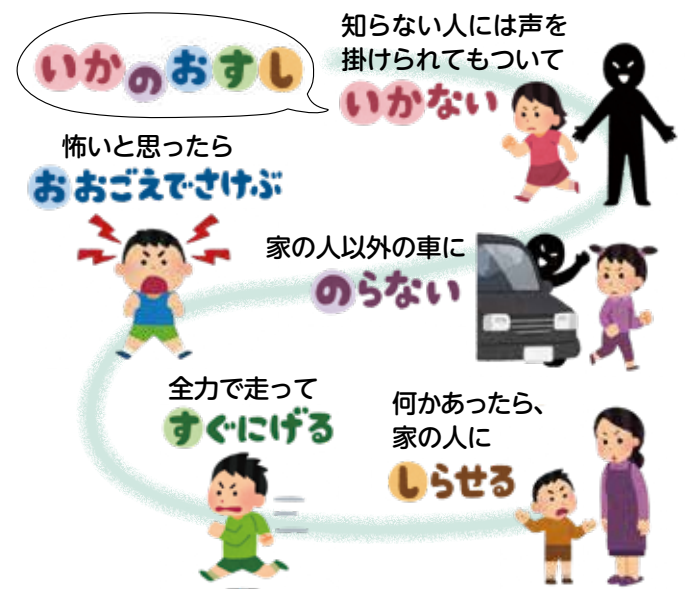 いかのおすし
知らない人には声を
掛けられてもついて
いかない
家の人以外の車に
のらない
怖いと思ったら
おおごえでさけぶ
全力で走って
すぐにげる
何かあったら、
家の人に
しらせる